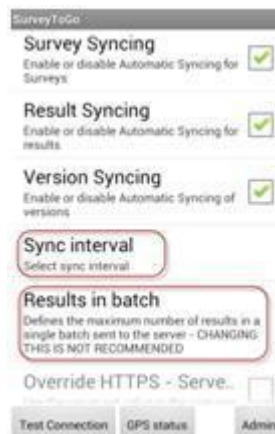 SurveyToGo
Survey Syncing
Enable or disable Automatic Syncing for
Surveys
Result Syncing
Enable or disable Automatic Syncing for
results
Version Syncing
Enable or disable Automatic Syncing of
versions
Sync interval
Select sync interval
Results in batch
Defines the maximum number of results in a
single batch sent to the server - CHANGING
THIS IS NOT RECOMMENDED
Override HTTPS - Serve..
Test Connection GPS status Admin